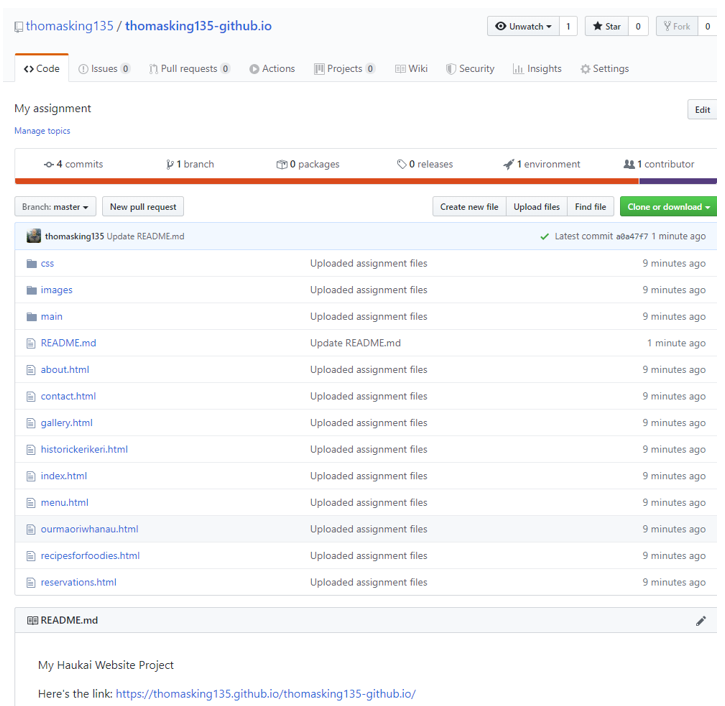 thomasking135 / thomasking135-github.io
Unwatch 1 Star 0 Fork 0
Code Issues 0 Pull requests 0 Actions Projects 0 Wiki Security Insights Settings
My assignment Edit
Manage topics
4 commits 1 branch 0 packages 0 releases 1 environment 1 contributor
Branch: master New pull request Create new file Upload files Find file Clone or download
thomasking135 Update README.md Latest commit a0a47f7 1 minute ago
css Uploaded assignment files 9 minutes ago
images Uploaded assignment files 9 minutes ago
main Uploaded assignment files 9 minutes ago
README.md Update README.md 1 minute ago
about.html Uploaded assignment files 9 minutes ago
contact.html Uploaded assignment files 9 minutes ago
gallery.html Uploaded assignment files 9 minutes ago
historickerikeri.html Uploaded assignment files 9 minutes ago
index.html Uploaded assignment files 9 minutes ago
menu.html Uploaded assignment files 9 minutes ago
ourmaoriwhanau.html Uploaded assignment files 9 minutes ago
recipesforfoodies.html Uploaded assignment files 9 minutes ago
reservations.html Uploaded assignment files 9 minutes ago
README.md
My Haukai Website Project
Here's the link: https://thomasking135.github.io/thomasking135-github.io/